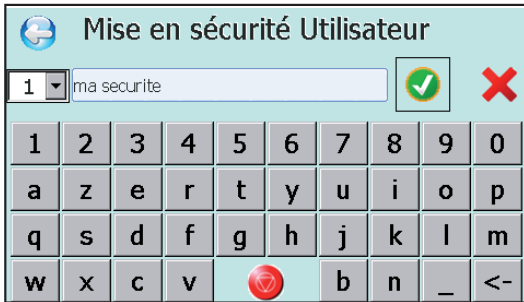 Mise en sécurité Utilisateur
1 ma securite
1 2 3 4 5 6 7 8 9 0
a z e r t y u i o p
q s d f g h j k l m
w x c v b n _ <-